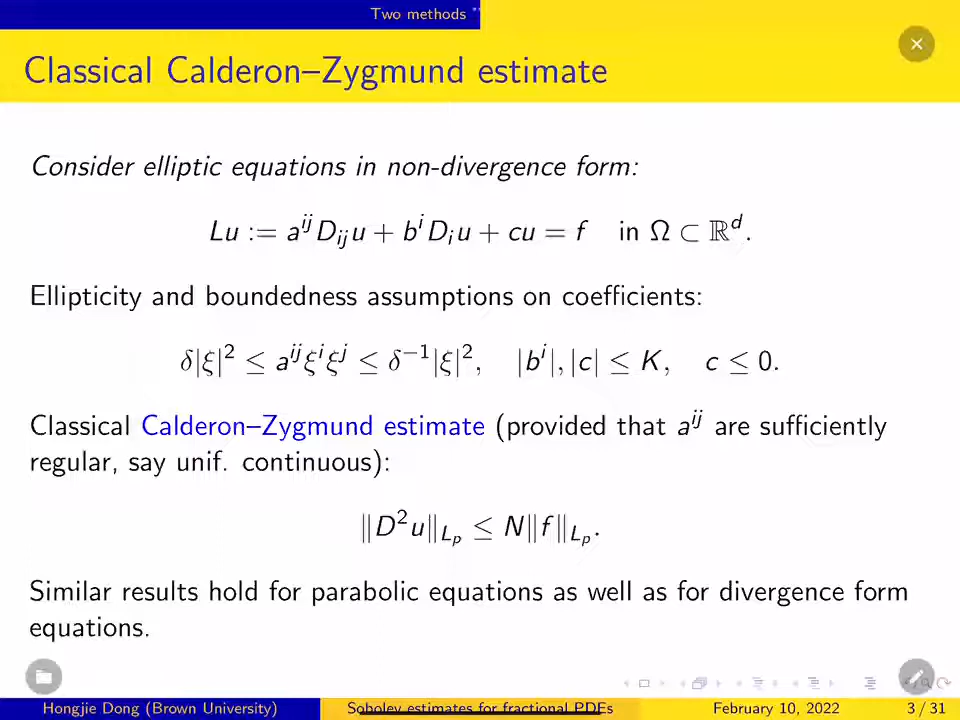 Two methods
Classical Calderon–Zygmund estimate
Consider elliptic equations in non-divergence form:
Lu := a^{ij} D_{ij} u + b^i D_i u + cu = f in Ω ⊂ ℝ^d.
Ellipticity and boundedness assumptions on coefficients:
δ|ξ|^2 ≤ a^{ij} ξ^i ξ^j ≤ δ^{−1}|ξ|^2, |b^i|, |c| ≤ K, c ≤ 0.
Classical Calderon–Zygmund estimate (provided that a^{ij} are sufficiently
regular, say unif. continuous):
‖D^2 u‖_{L_p} ≤ N‖f‖_{L_p}.
Similar results hold for parabolic equations as well as for divergence form
equations.
Hongjie Dong (Brown University) Sobolev estimates for fractional PDEs February 10, 2022 3 / 31